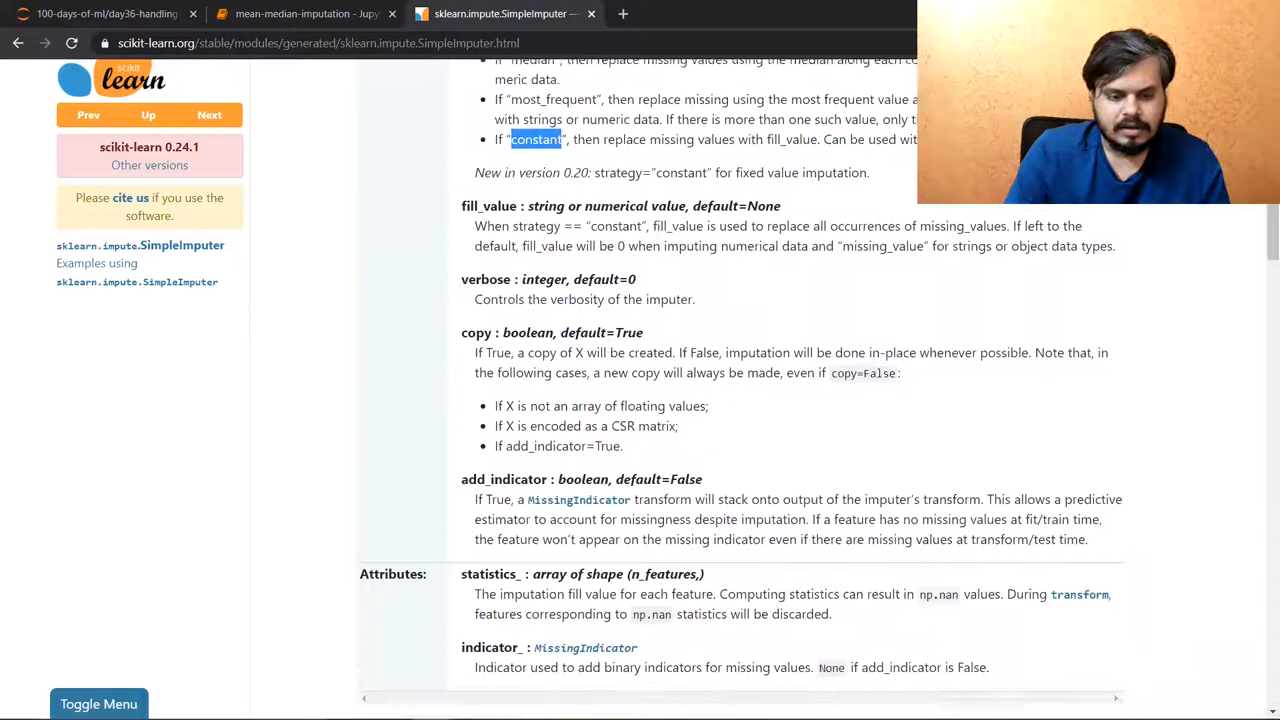 100-days-of-ml/day36-handling
mean-median-imputation - Jupy
sklearn.impute.SimpleImputer —
scikit-learn.org/stable/modules/generated/sklearn.impute.SimpleImputer.html
scikit
learn
Prev Up Next
scikit-learn 0.24.1
Other versions
Please cite us if you use the
software.
sklearn.impute.SimpleImputer
Examples using
sklearn.impute.SimpleImputer
If "median", then replace missing values using the median along each
meric data.
If "most_frequent", then replace missing using the most frequent value
with strings or numeric data. If there is more than one such value, only
If "constant", then replace missing values with fill_value. Can be used
New in version 0.20: strategy="constant" for fixed value imputation.
fill_value : string or numerical value, default=None
When strategy == "constant", fill_value is used to replace all occurrences of missing_values. If left to the
default, fill_value will be 0 when imputing numerical data and "missing_value" for strings or object data types.
verbose : integer, default=0
Controls the verbosity of the imputer.
copy : boolean, default=True
If True, a copy of X will be created. If False, imputation will be done in-place whenever possible. Note that, in
the following cases, a new copy will always be made, even if copy=False:
If X is not an array of floating values;
If X is encoded as a CSR matrix;
If add_indicator=True.
add_indicator : boolean, default=False
If True, a MissingIndicator transform will stack onto output of the imputer's transform. This allows a predictive
estimator to account for missingness despite imputation. If a feature has no missing values at fit/train time,
the feature won't appear on the missing indicator even if there are missing values at transform/test time.
Attributes:
statistics_ : array of shape (n_features,)
The imputation fill value for each feature. Computing statistics can result in np.nan values. During transform,
features corresponding to np.nan statistics will be discarded.
indicator_ : MissingIndicator
Indicator used to add binary indicators for missing values. None if add_indicator is False.
Toggle Menu